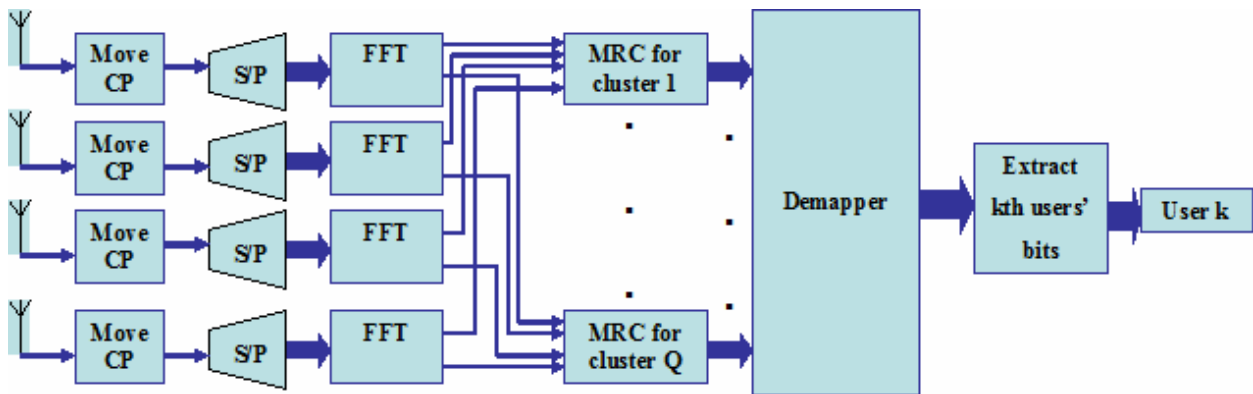 Move
CP
S/P
FFT
MRC for
cluster 1
Move
CP
S/P
FFT
Move
CP
S/P
FFT
Move
CP
S/P
FFT
MRC for
cluster Q
Demapper
Extract
kth users'
bits
User k